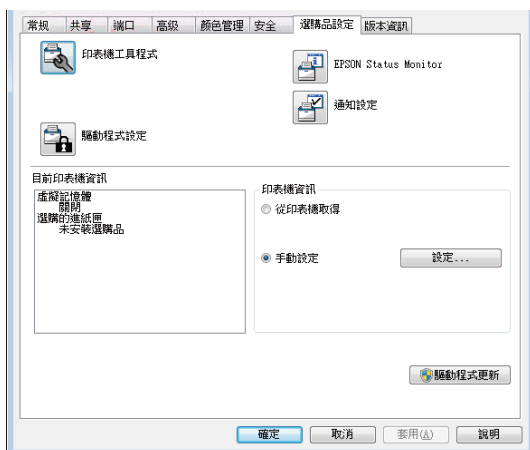 常规 共享 端口 高级 颜色管理 安全 選購品設定 版本資訊
印表機工具程式
EPSON Status Monitor
通知設定
驅動程式設定
目前印表機資訊
虛擬記憶體
關閉
選購的進紙匣
未安裝選購品
印表機資訊
從印表機取得
手動設定
設定...
驅動程式更新
確定 取消 套用(A) 說明